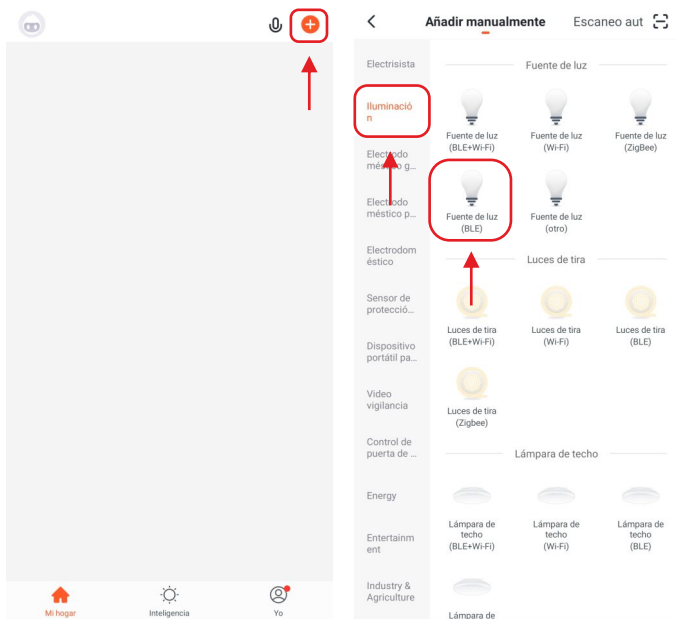 Mi hogar
Inteligencia
Yo
Añadir manualmente
Escaneo aut
Electrisista
Iluminació
n
Electrodo
méstico g...
Electrodo
méstico p...
Electrodom
éstico
Sensor de
protecció...
Dispositivo
portátil pa...
Video
vigilancia
Control de
puerta de ...
Energy
Entertainm
ent
Industry &
Agriculture
Fuente de luz
Fuente de luz
(BLE+Wi-Fi)
Fuente de luz
(Wi-Fi)
Fuente de luz
(ZigBee)
Fuente de luz
(BLE)
Fuente de luz
(otro)
Luces de tira
Luces de tira
(BLE+Wi-Fi)
Luces de tira
(Wi-Fi)
Luces de tira
(BLE)
Luces de tira
(Zigbee)
Lámpara de techo
Lámpara de
techo
(BLE+Wi-Fi)
Lámpara de
techo
(Wi-Fi)
Lámpara de
techo
(BLE)
Lámpara de